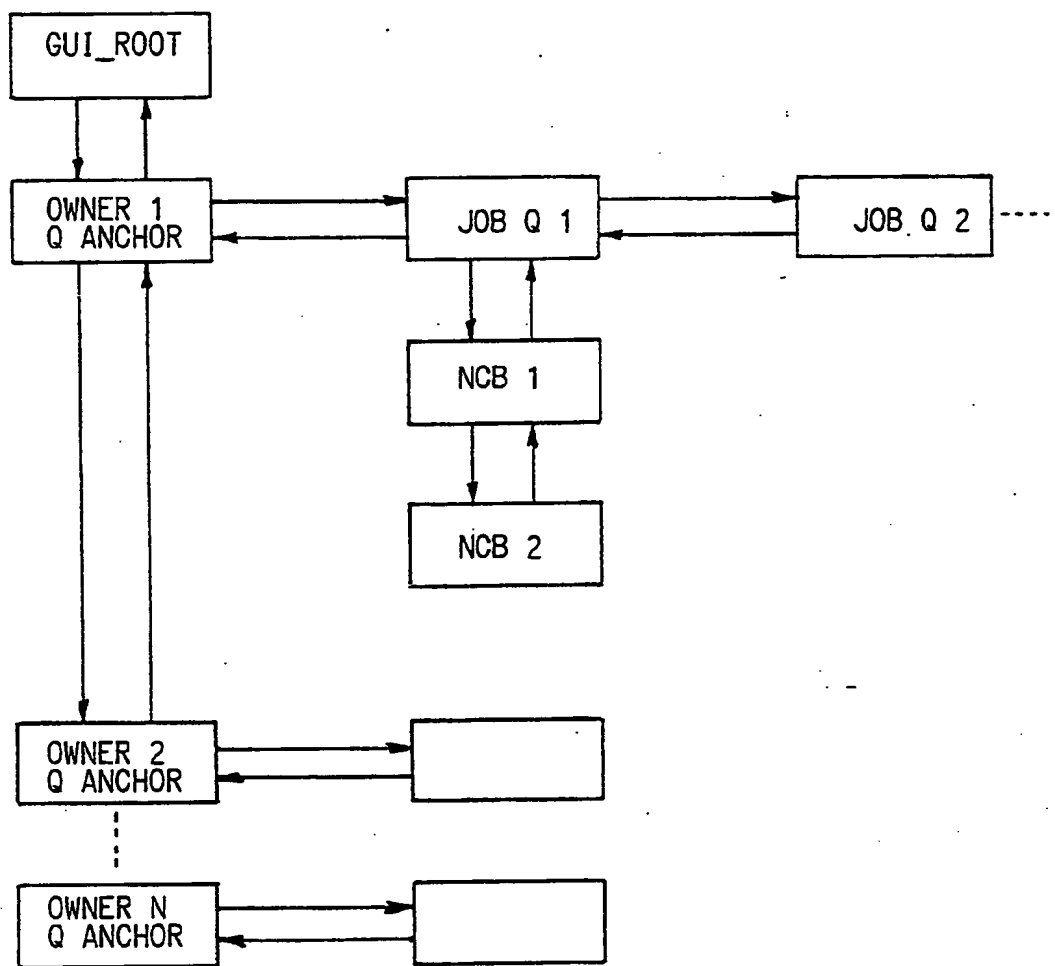 GUI_ROOT
OWNER 1
Q ANCHOR
JOB Q 1
JOB Q 2
NCB 1
NCB 2
OWNER 2
Q ANCHOR
OWNER N
Q ANCHOR